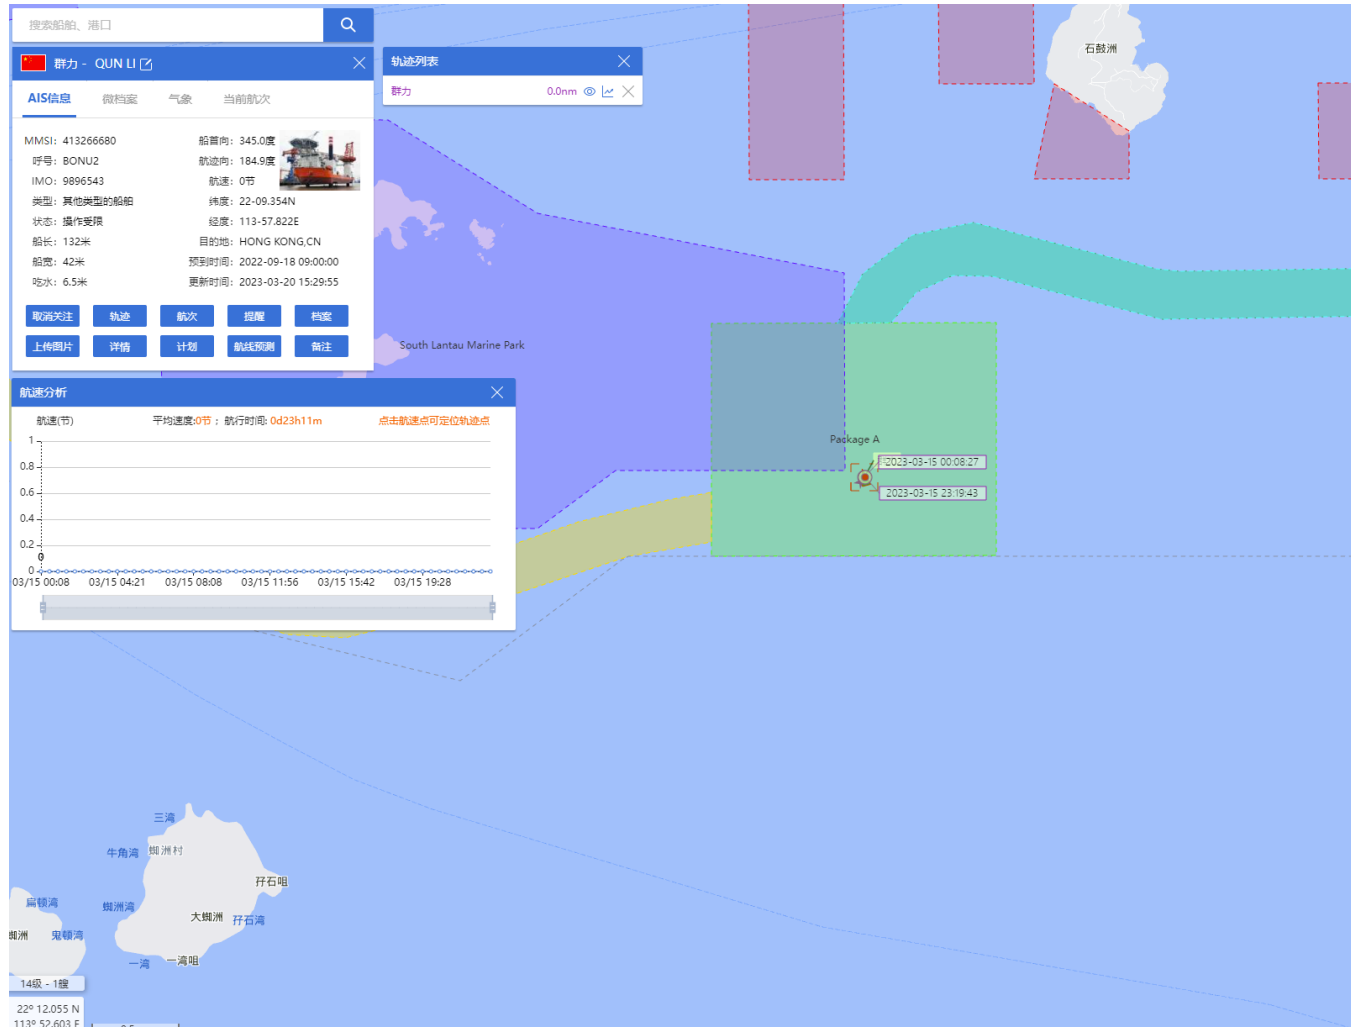 搜索船舶、港口
群力 - QUN LI
AIS信息 微档案 气象 当前航次
MMSI: 413266680 船首向: 345.0度
呼号: BONU2 航迹向: 184.9度
IMO: 9896543 航速: 0节
类型: 其他类型的船舶 纬度: 22-09.354N
状态: 操作受限 经度: 113-57.822E
船长: 132米 目的地: HONG KONG,CN
船宽: 42米 预到时间: 2022-09-18 09:00:00
吃水: 6.5米 更新时间: 2023-03-20 15:29:55
取消关注 轨迹 航次 提醒 档案
上传图片 详情 计划 航线预测 备注
轨迹列表
群力 0.0nm
石鼓洲
South Lantau Marine Park
航速分析
航速(节) 平均速度:0节 ; 航行时间: 0d23h11m 点击航速点可定位轨迹点
1
0.8
0.6
0.4
0.2
0
0
03/15 00:08 03/15 04:21 03/15 08:08 03/15 11:56 03/15 15:42 03/15 19:28
Package A
2023-03-15 00:08:27
2023-03-15 23:19:43
三湾
牛角湾 蜘洲村
孖石咀
扁顿湾 蜘洲湾 大蜘洲 孖石湾
蜘洲 鬼顿湾
一湾 一湾咀
14级 - 1艘
22º 12.055 N
113º 52.603 E